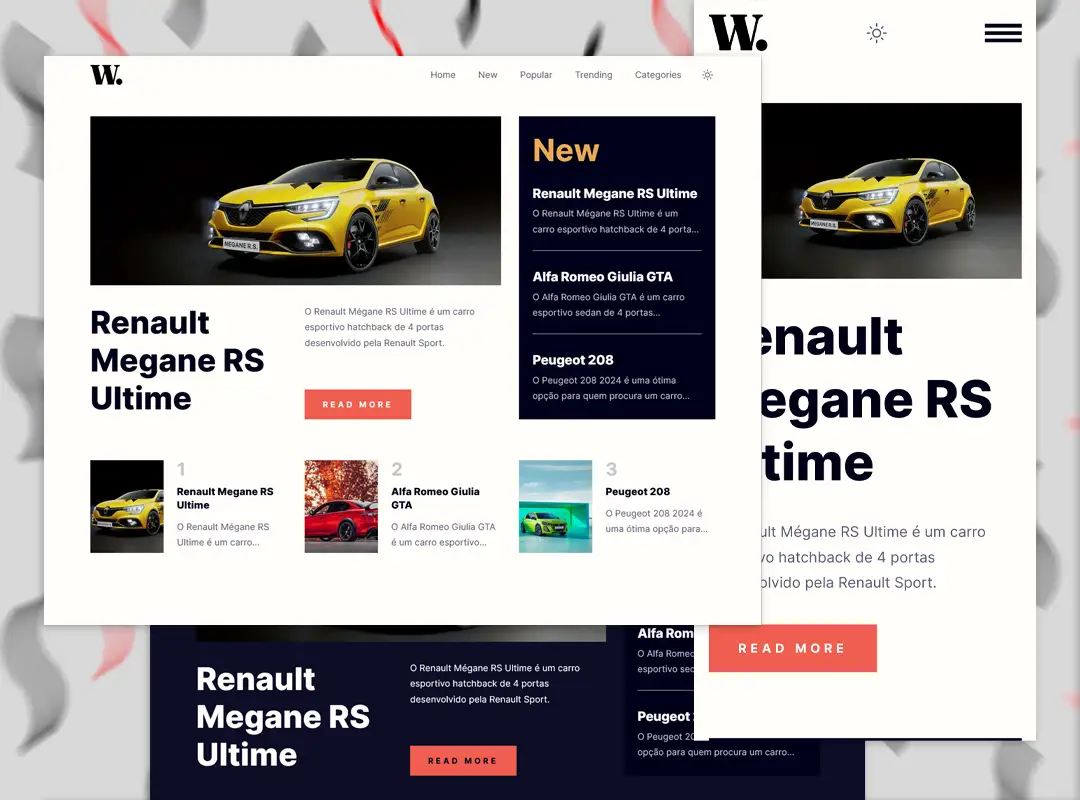 W.
Home New Popular Trending Categories
MEGANE R.S.
Renault
Megane RS
Ultime
O Renault Mégane RS Ultime é um carro
esportivo hatchback de 4 portas
desenvolvido pela Renault Sport.
READ MORE
New
Renault Megane RS Ultime
O Renault Mégane RS Ultime é um
carro esportivo hatchback de 4 porta...
Alfa Romeo Giulia GTA
O Alfa Romeo Giulia GTA é um carro
esportivo sedan de 4 portas...
Peugeot 208
O Peugeot 208 2024 é uma ótima
opção para quem procura um carro...
1
Renault Megane RS
Ultime
O Renault Mégane RS
Ultime é um carro...
2
Alfa Romeo Giulia
GTA
O Alfa Romeo Giulia GTA
é um carro esportivo...
3
Peugeot 208
O Peugeot 208 2024 é
uma ótima opção para...
W.
MEGANE R.S.
enault
egane RS
time
ult Mégane RS Ultime é um carro
vo hatchback de 4 portas
olvido pela Renault Sport.
READ MORE
Renault
Megane RS
Ultime
O Renault Mégane RS Ultime é um carro
esportivo hatchback de 4 portas
desenvolvido pela Renault Sport.
READ MORE
Alfa Rom
O Alfa Rome
esportivo sec
Peugeot
O Peugeot 20
opção para quem procura um carro...